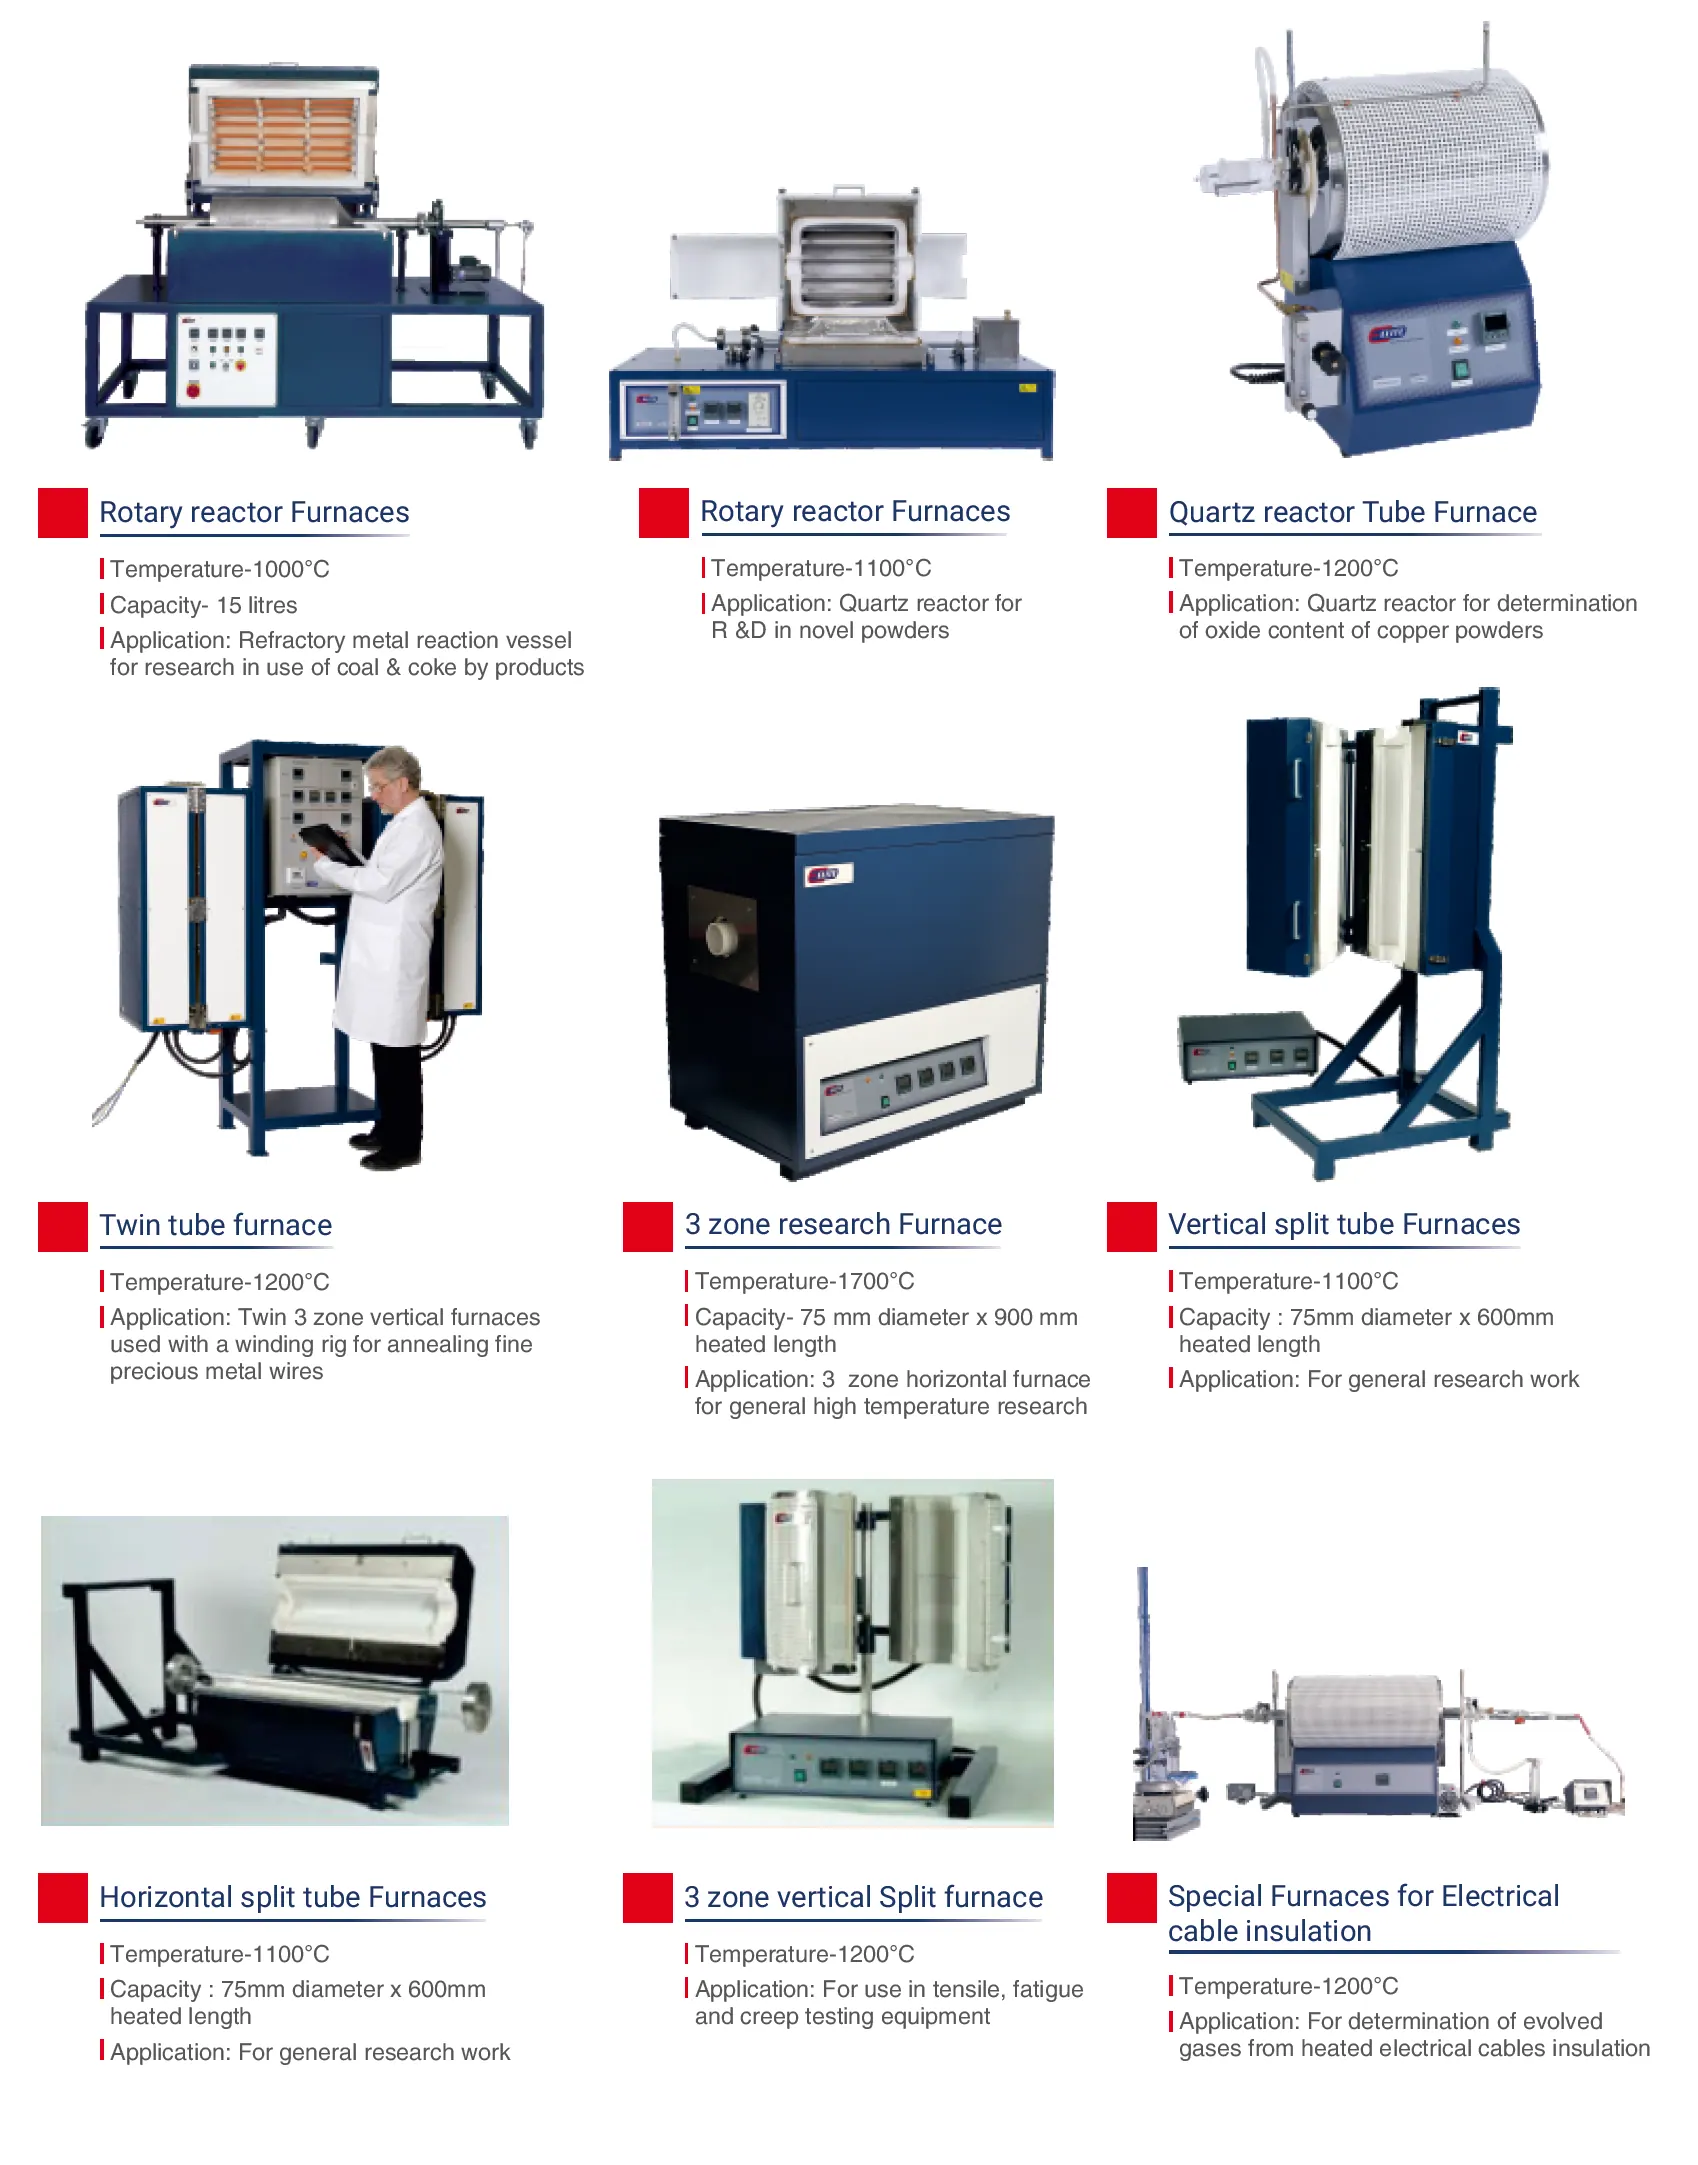 Rotary reactor Furnaces
Temperature-1000°C
Capacity- 15 litres
Application: Refractory metal reaction vessel
for research in use of coal & coke by products
Rotary reactor Furnaces
Temperature-1100°C
Application: Quartz reactor for
R &D in novel powders
Quartz reactor Tube Furnace
Temperature-1200°C
Application: Quartz reactor for determination
of oxide content of copper powders
Twin tube furnace
Temperature-1200°C
Application: Twin 3 zone vertical furnaces
used with a winding rig for annealing fine
precious metal wires
3 zone research Furnace
Temperature-1700°C
Capacity- 75 mm diameter x 900 mm
heated length
Application: 3  zone horizontal furnace
for general high temperature research
Vertical split tube Furnaces
Temperature-1100°C
Capacity : 75mm diameter x 600mm
heated length
Application: For general research work
Horizontal split tube Furnaces
Temperature-1100°C
Capacity : 75mm diameter x 600mm
heated length
Application: For general research work
3 zone vertical Split furnace
Temperature-1200°C
Application: For use in tensile, fatigue
and creep testing equipment
Special Furnaces for Electrical
cable insulation
Temperature-1200°C
Application: For determination of evolved
gases from heated electrical cables insulation